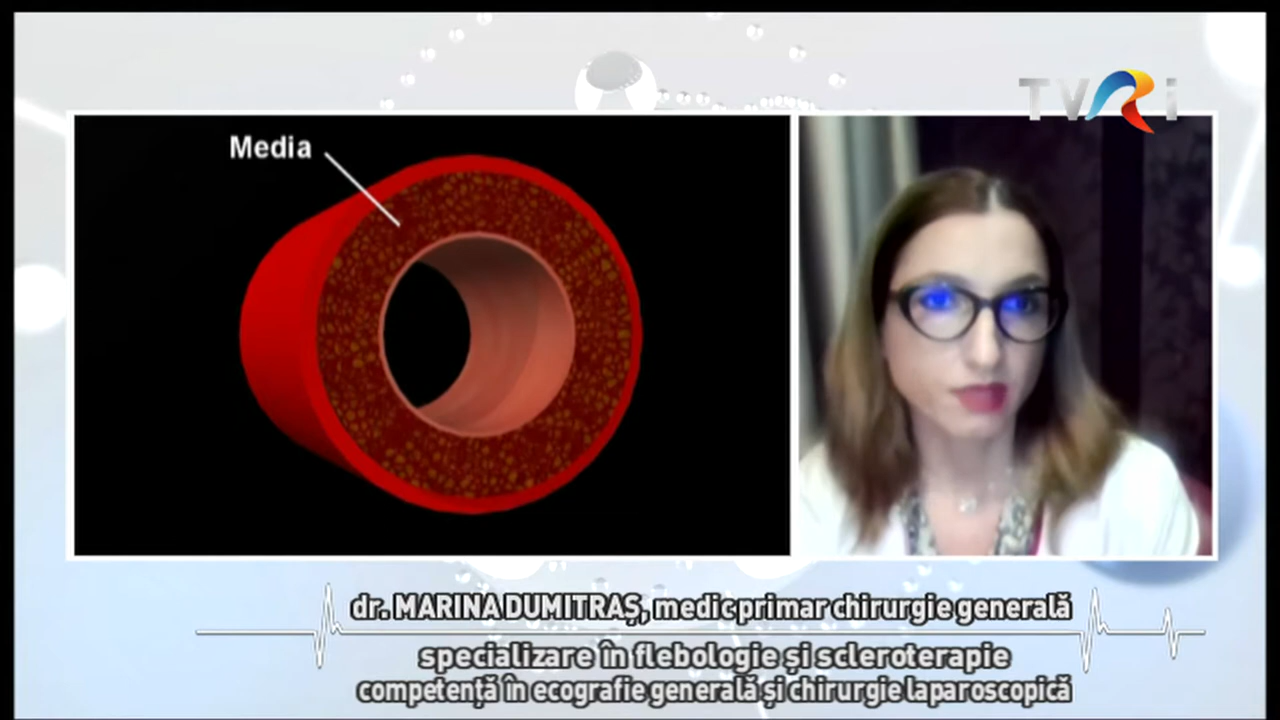 TVRi
Media
dr. MARINA DUMITRAȘ, medic primar chirurgie generală
specializare în flebologie și scleroterapie
competență în ecografie generală și chirurgie laparoscopică